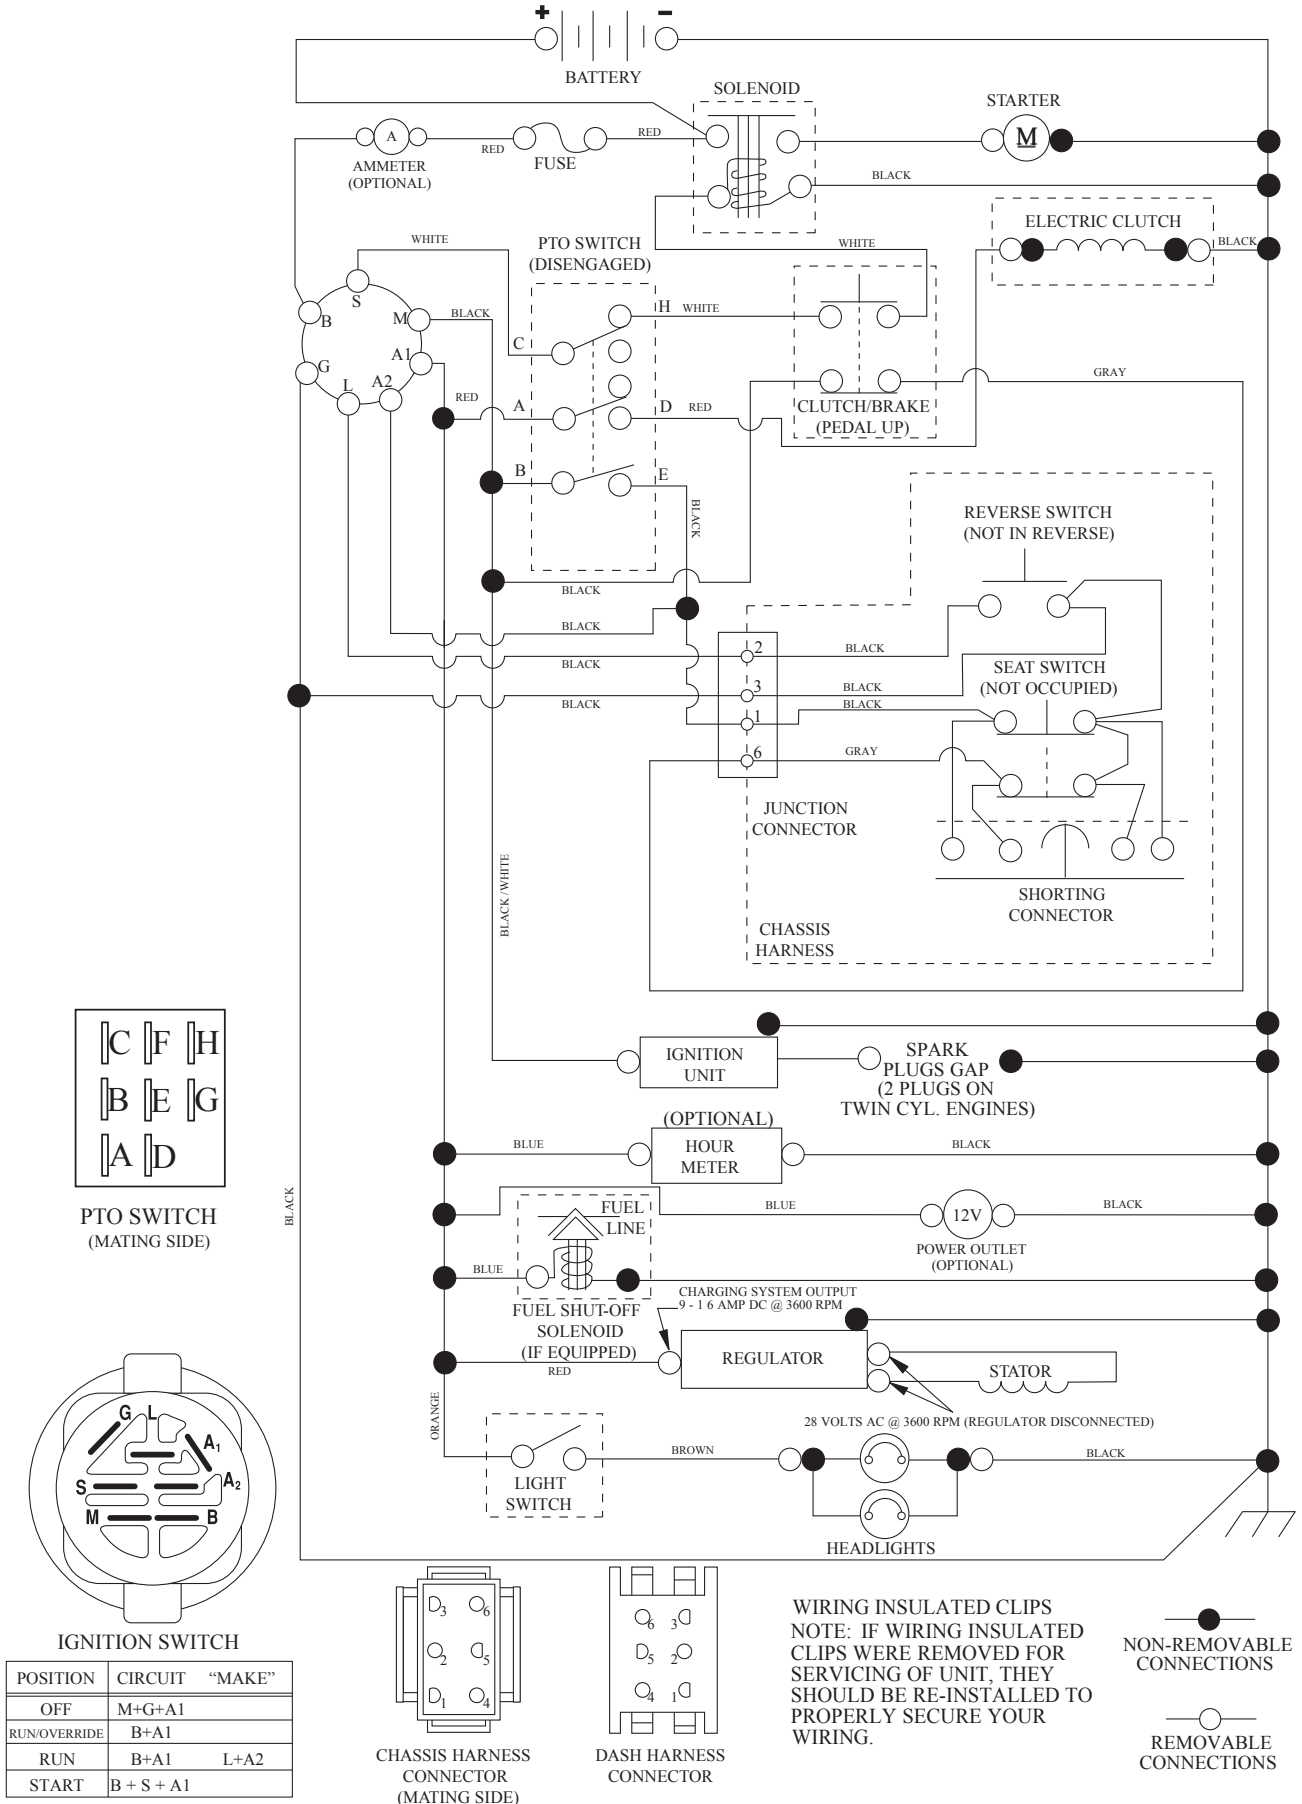 + −
BATTERY
SOLENOID
STARTER
A
M
RED
RED
FUSE
AMMETER
(OPTIONAL)
BLACK
ELECTRIC CLUTCH
BLACK
WHITE
PTO SWITCH
(DISENGAGED)
WHITE
S
B
M
BLACK
H
WHITE
C
G
A1
L
A2
RED
A
D
RED
GRAY
CLUTCH/BRAKE
(PEDAL UP)
B
E
BLACK
REVERSE SWITCH
(NOT IN REVERSE)
BLACK
BLACK
2
BLACK
BLACK
SEAT SWITCH
(NOT OCCUPIED)
3
BLACK
BLACK
BLACK
1
6
GRAY
JUNCTION
CONNECTOR
BLACK / WHITE
SHORTING
CONNECTOR
CHASSIS
HARNESS
C F H
B E G
A D
PTO SWITCH
(MATING SIDE)
IGNITION
UNIT
SPARK
PLUGS GAP
(2 PLUGS ON
TWIN CYL. ENGINES)
(OPTIONAL)
BLUE
HOUR
METER
BLACK
BLACK
FUEL
LINE
BLUE
12V
BLACK
POWER OUTLET
(OPTIONAL)
BLUE
CHARGING SYSTEM OUTPUT
9 - 1 6 AMP DC @ 3600 RPM
FUEL SHUT-OFF
SOLENOID
(IF EQUIPPED)
RED
REGULATOR
STATOR
ORANGE
28 VOLTS AC @ 3600 RPM (REGULATOR DISCONNECTED)
BROWN
BLACK
LIGHT
SWITCH
HEADLIGHTS
G L
A1
S
A2
M
B
IGNITION SWITCH
POSITION CIRCUIT “MAKE”
OFF M+G+A1
RUN/OVERRIDE B+A1
RUN B+A1 L+A2
START B + S + A1
3 6
2 5
1 4
CHASSIS HARNESS
CONNECTOR
(MATING SIDE)
6 3
5 2
4 1
DASH HARNESS
CONNECTOR
WIRING INSULATED CLIPS
NOTE: IF WIRING INSULATED
CLIPS WERE REMOVED FOR
SERVICING OF UNIT, THEY
SHOULD BE RE-INSTALLED TO
PROPERLY SECURE YOUR
WIRING.
NON-REMOVABLE
CONNECTIONS
REMOVABLE
CONNECTIONS